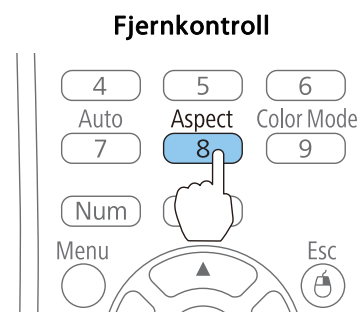 Fjernkontroll
4 5 6
Auto Aspect Color Mode
7 8 9
Num
Menu Esc